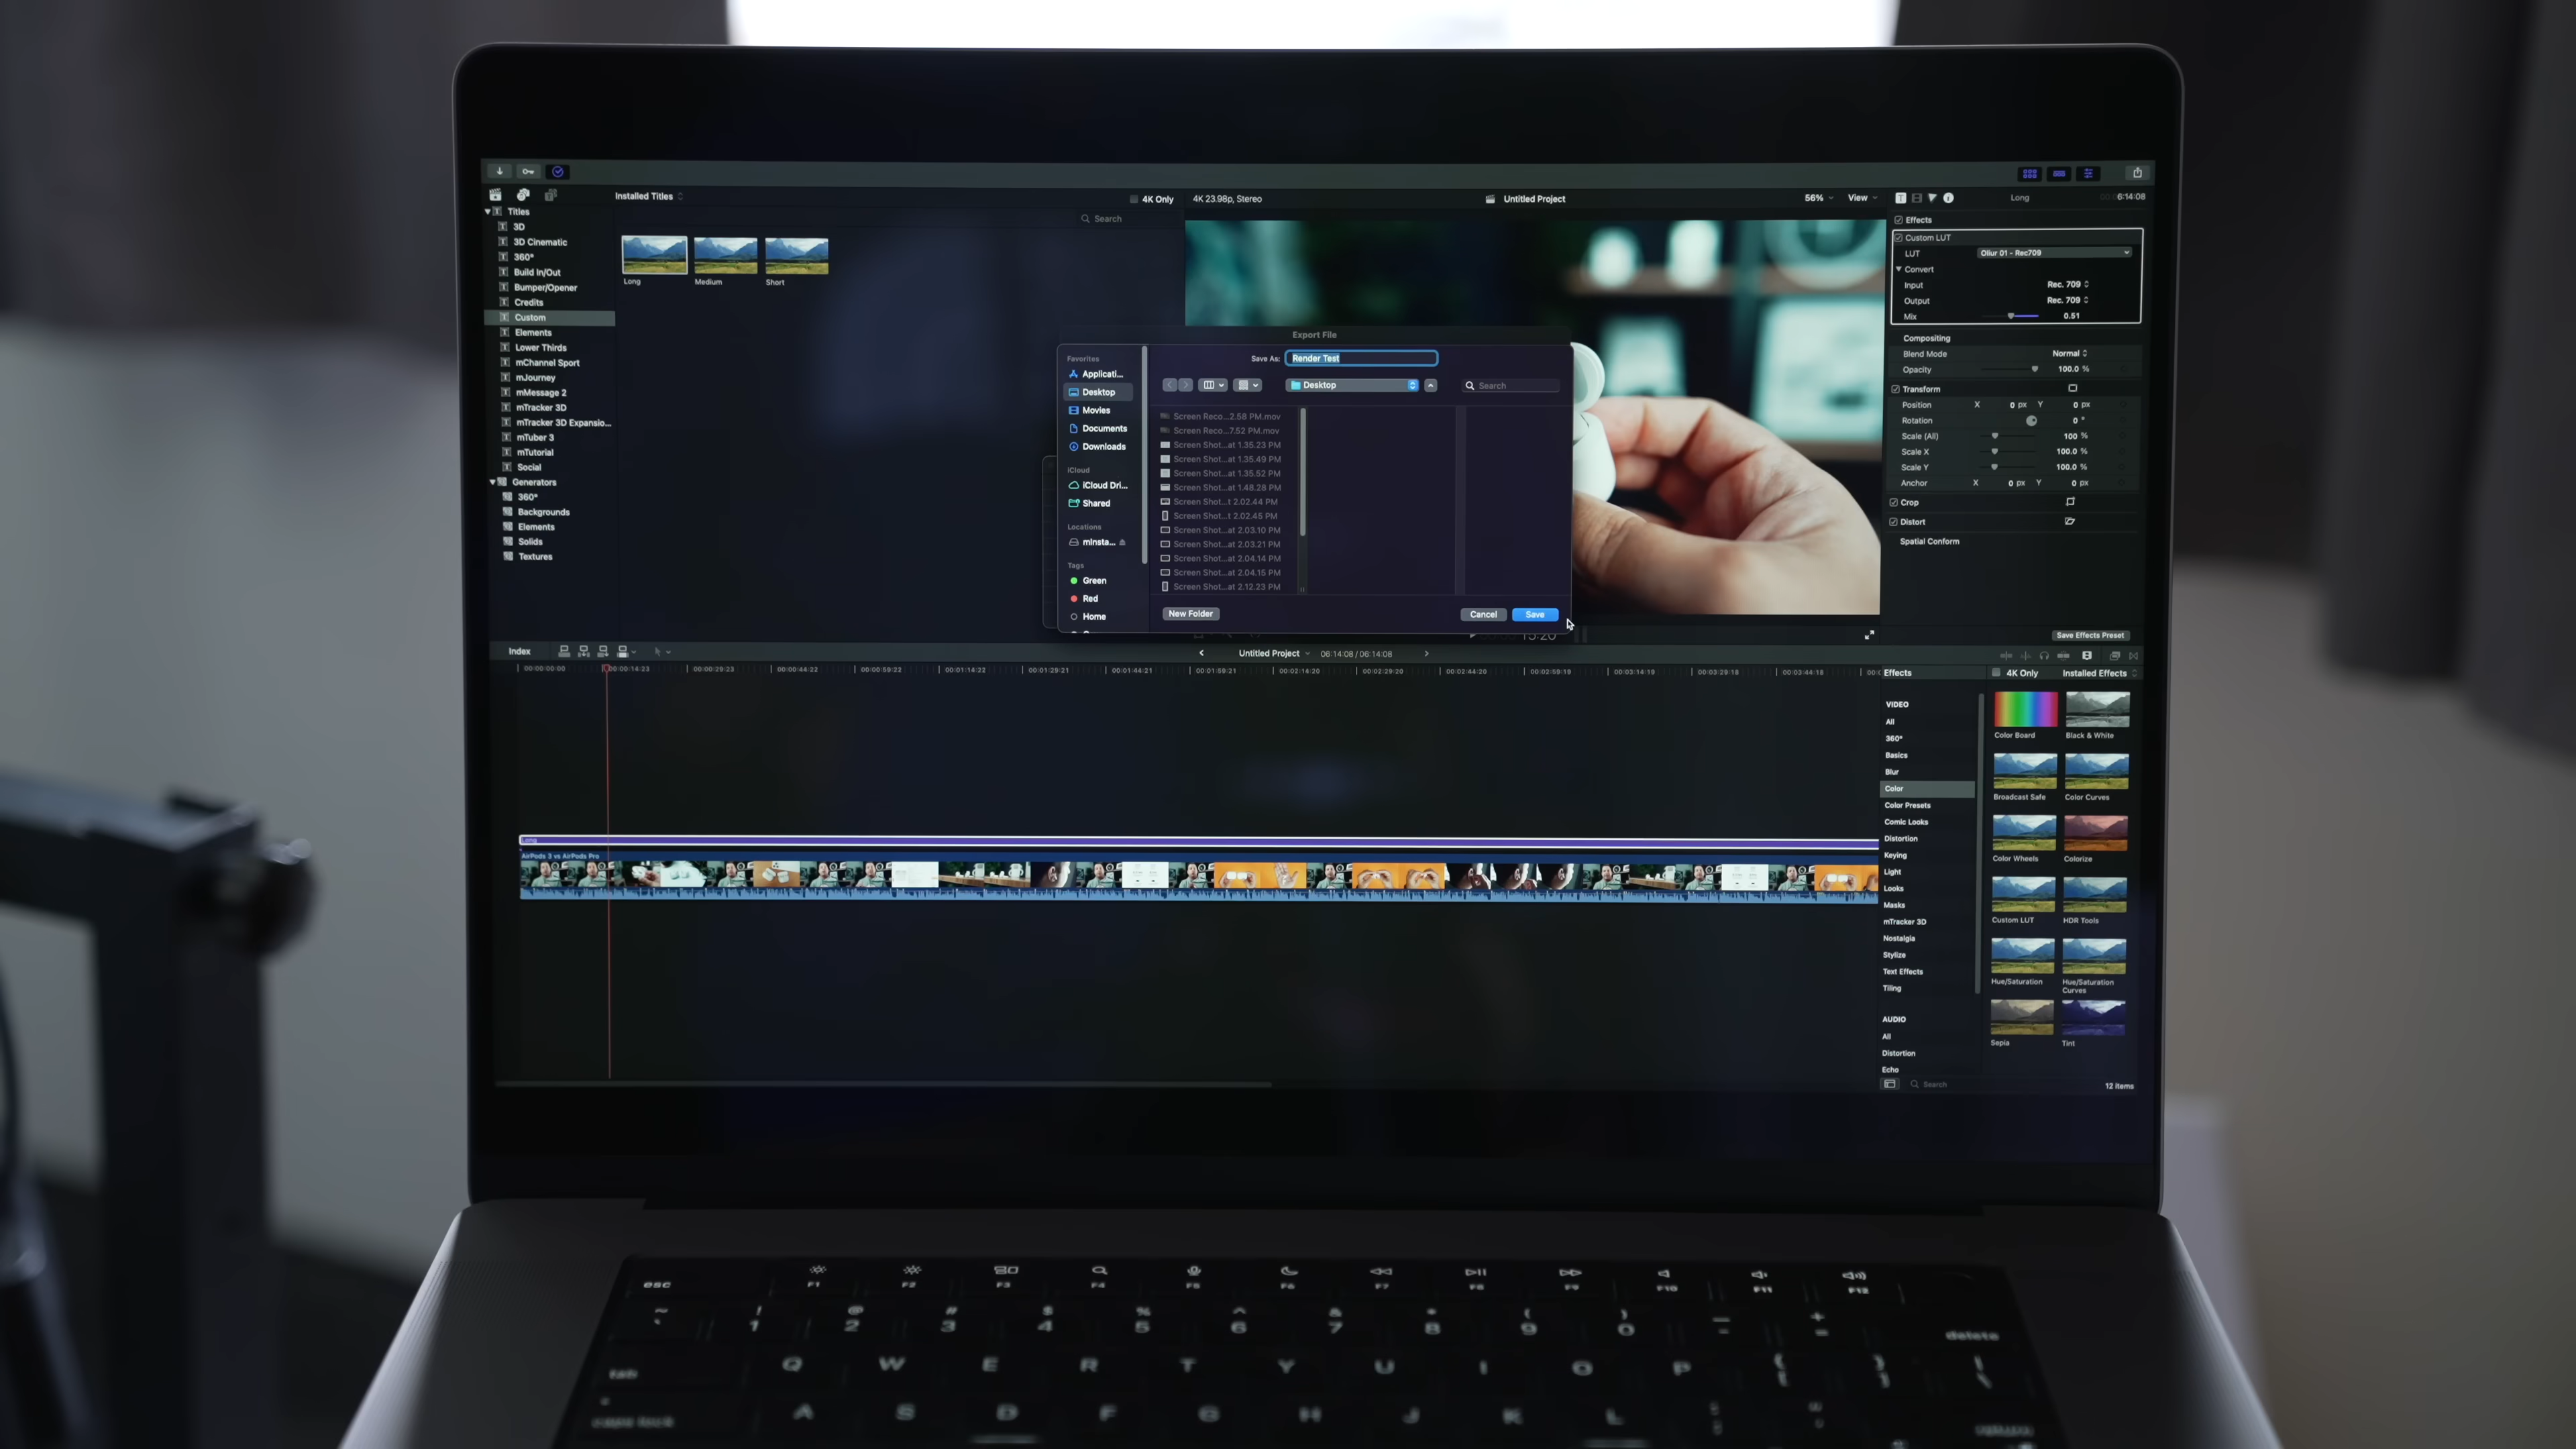 Installed Titles
4K Only
4K 23.98p, Stereo
Untitled Project
56%
View
Long
6:14:08
Search
Titles
3D
3D Cinematic
360°
Build In/Out
Bumper/Opener
Credits
Custom
Elements
Lower Thirds
mChannel Sport
mJourney
mMessage 2
mTracker 3D
mTracker 3D Expansio...
mTuber 3
mTutorial
Social
Generators
360°
Backgrounds
Elements
Solids
Textures
Long
Medium
Short
Export File
Save As: Render Test
Desktop
Search
Favorites
Applicati...
Desktop
Movies
Documents
Downloads
iCloud
iCloud Dri...
Shared
Locations
mInsta...
Tags
Green
Red
Home
Screen Reco...2.58 PM.mov
Screen Reco...7.52 PM.mov
Screen Shot...at 1.35.23 PM
Screen Shot...at 1.35.49 PM
Screen Shot...at 1.35.52 PM
Screen Shot...at 1.48.28 PM
Screen Shot...t 2.02.44 PM
Screen Shot...t 2.02.45 PM
Screen Shot...at 2.03.10 PM
Screen Shot...at 2.03.21 PM
Screen Shot...at 2.04.14 PM
Screen Shot...at 2.04.15 PM
Screen Shot...at 2.12.23 PM
New Folder
Cancel
Save
15:20
Effects
Custom LUT
LUT Oliur 01 - Rec709
Convert
Input Rec. 709
Output Rec. 709
Mix 0.51
Compositing
Blend Mode Normal
Opacity 100.0 %
Transform
Position X 0 px Y 0 px
Rotation 0 °
Scale (All) 100 %
Scale X 100.0 %
Scale Y 100.0 %
Anchor X 0 px Y 0 px
Crop
Distort
Spatial Conform
Save Effects Preset
Index
Untitled Project
06:14:08 / 06:14:08
00:00:00:00
00:00:14:23
00:00:29:23
00:00:44:22
00:00:59:22
00:01:14:22
00:01:29:21
00:01:44:21
00:01:59:21
00:02:14:20
00:02:29:20
00:02:44:20
00:02:59:19
00:03:14:19
00:03:29:18
00:03:44:18
Long
AirPods 3 vs AirPods Pro
Effects
4K Only
Installed Effects
VIDEO
All
360°
Basics
Blur
Color
Color Presets
Comic Looks
Distortion
Keying
Light
Looks
Masks
mTracker 3D
Nostalgia
Stylize
Text Effects
Tiling
AUDIO
All
Distortion
Echo
Color Board
Black & White
Broadcast Safe
Color Curves
Color Wheels
Colorize
Custom LUT
HDR Tools
Hue/Saturation
Hue/Saturation Curves
Sepia
Tint
Search
12 items
esc F1 F2 F3 F4 F5 F6 F7 F8 F9 F10 F11 F12
~ ! @ # $ % ^ & * ( ) — +
` 1 2 3 4 5 6 7 8 9 0 - =
delete
tab Q W E R T Y U I O P { } |
caps lock A S D F G H J K L